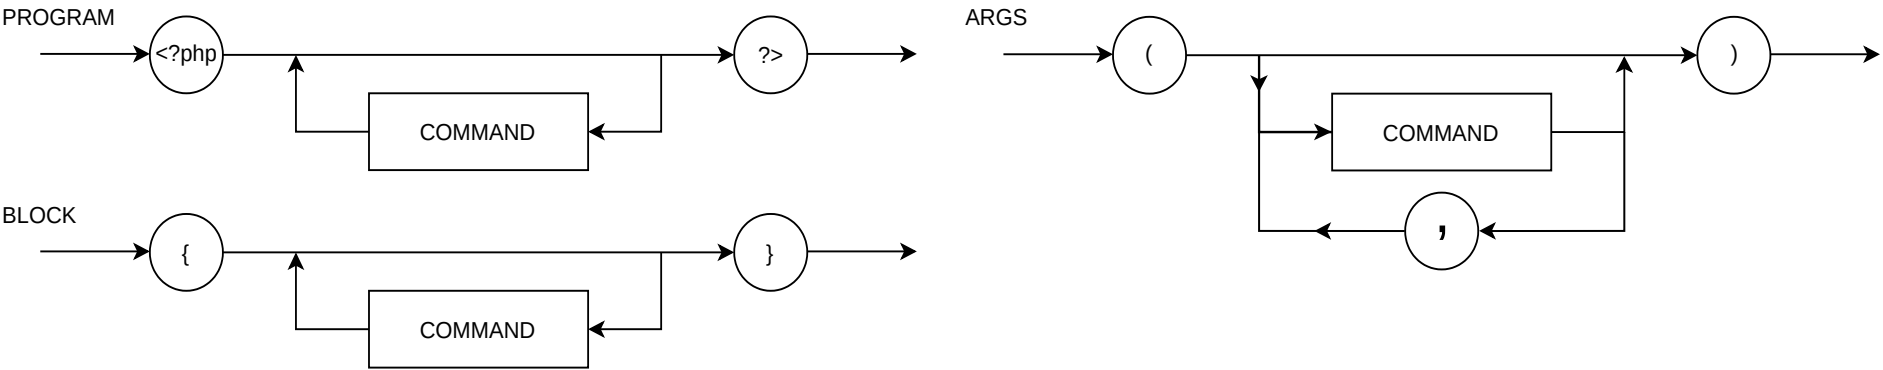 PROGRAM
<?php
?>
COMMAND
BLOCK
{
}
COMMAND
ARGS
(
)
COMMAND
,